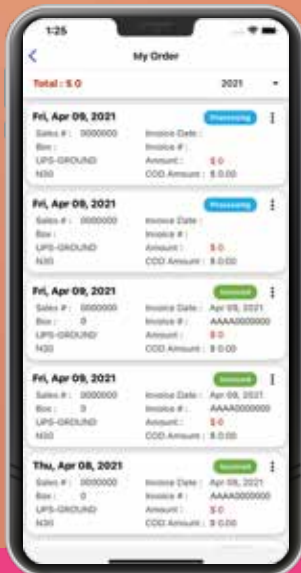 1:25
My Order
Total : $ 0 2021
Fri, Apr 09, 2021 Processing
Sales # : 0000000 Invoice Date :
Box : Invoice # :
UPS-GROUND Amount : $ 0
N30 COD Amount : $ 0.00
Fri, Apr 09, 2021 Processing
Sales # : 0000000 Invoice Date :
Box : Invoice # :
UPS-GROUND Amount : $ 0
N30 COD Amount : $ 0.00
Fri, Apr 09, 2021 Invoiced
Sales # : 0000000 Invoice Date : Apr 09, 2021
Box : 0 Invoice # : AAAA0000000
UPS-GROUND Amount : $ 0
N30 COD Amount : $ 0.00
Fri, Apr 09, 2021 Invoiced
Sales # : 0000000 Invoice Date : Apr 09, 2021
Box : 0 Invoice # : AAAA0000000
UPS-GROUND Amount : $ 0
N30 COD Amount : $ 0.00
Thu, Apr 08, 2021 Invoiced
Sales # : 0000000 Invoice Date : Apr 08, 2021
Box : 0 Invoice # : AAAA0000000
UPS-GROUND Amount : $ 0
N30 COD Amount : $ 0.00